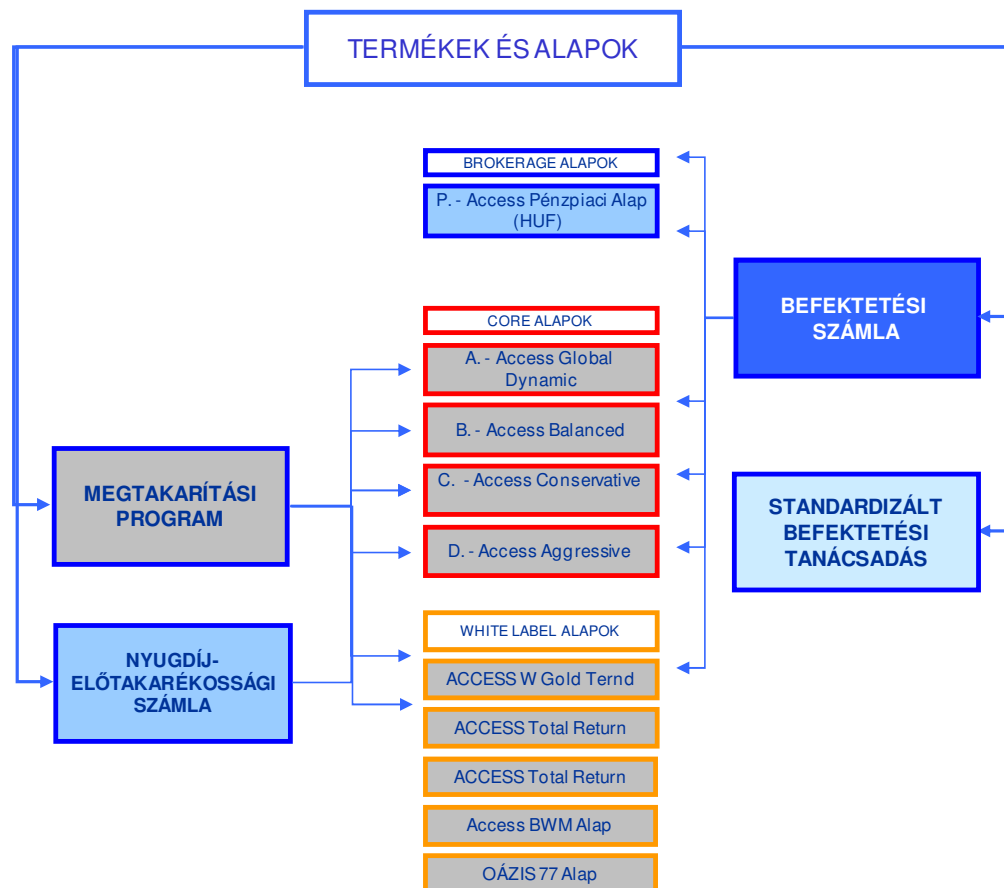 TERMÉKEK ÉS ALAPOK
BROKERAGE ALAPOK
P. - Access Pénzpiaci Alap
(HUF)
BEFEKTETÉSI
SZÁMLA
CORE ALAPOK
A. - Access Global
Dynamic
B. - Access Balanced
C. - Access Conservative
D. - Access Aggressive
MEGTAKARÍTÁSI
PROGRAM
STANDARDIZÁLT
BEFEKTETÉSI
TANÁCSADÁS
NYUGDÍJ-
ELŐTAKARÉKOSSÁGI
SZÁMLA
WHITE LABEL ALAPOK
ACCESS W Gold Ternd
ACCESS Total Return
ACCESS Total Return
Access BWM Alap
OÁZIS 77 Alap